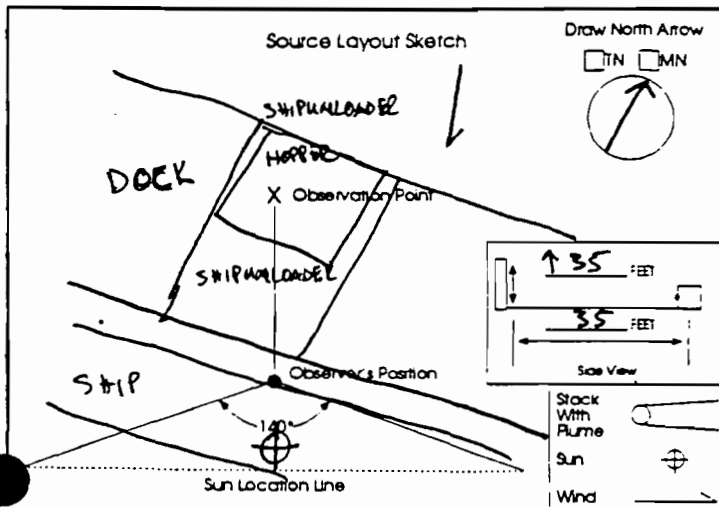 Draw North Arrow
Source Layout Sketch
TN MN
SHIPUNLOADER
HOPPER
DOCK
X Observation Point
SHIPUNLOADER
35 FEET
35 FEET
Side View
Observer's Position
SHIP
140°
Sun Location Line
Stack
With
Plume
Sun
Wind